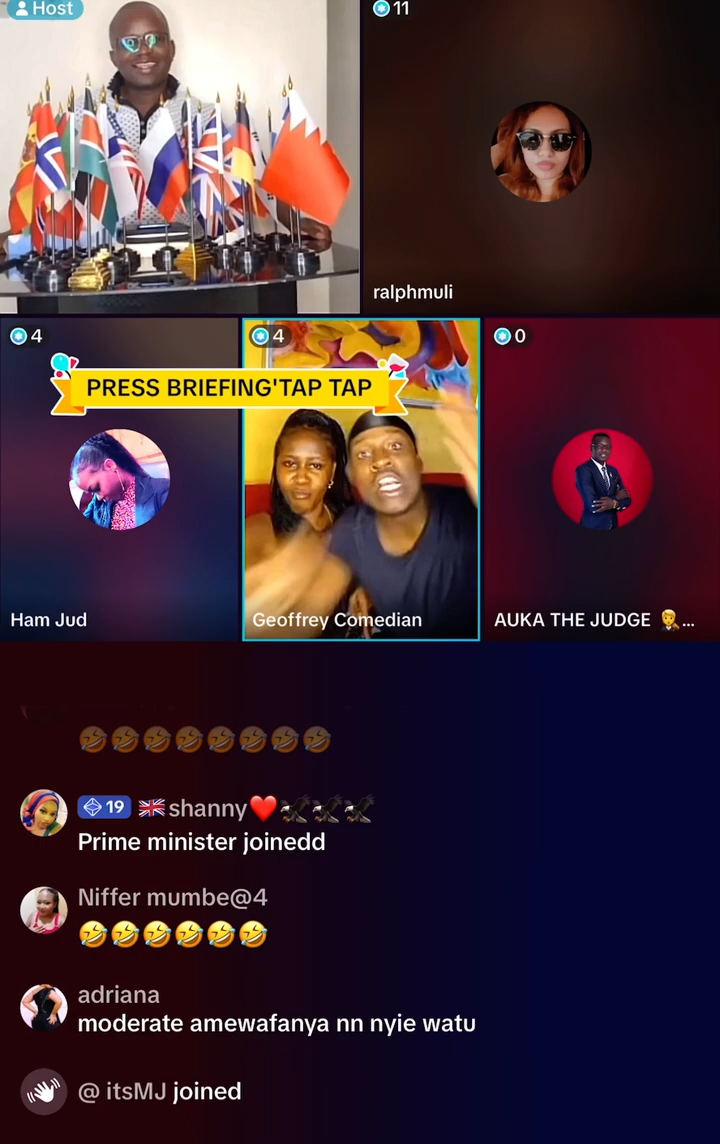 Host
11
ralphmuli
4
4
0
PRESS BRIEFING'TAP TAP
Ham Jud
Geoffrey Comedian
AUKA THE JUDGE 🧑‍⚖️...
🤣🤣🤣🤣🤣🤣🤣🤣
19 🇬🇧shanny❤️🦅🦅🦅
Prime minister joinedd
Niffer mumbe@4
🤣🤣🤣🤣🤣🤣
adriana
moderate amewafanya nn nyie watu
@ itsMJ joined